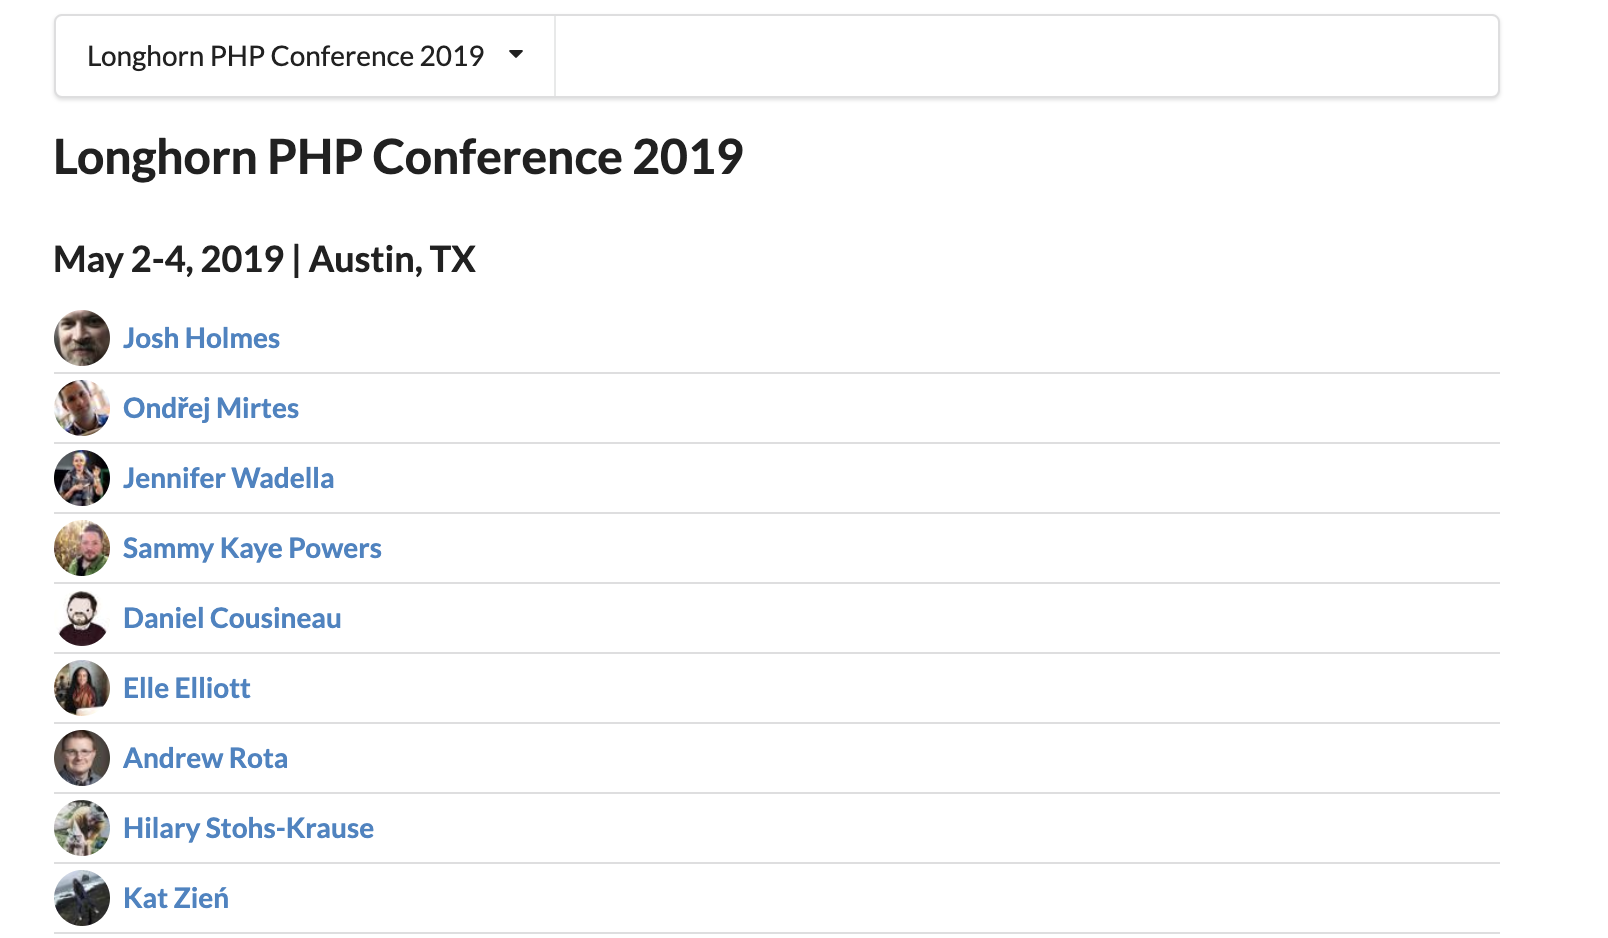 Longhorn PHP Conference 2019
Longhorn PHP Conference 2019
May 2-4, 2019 | Austin, TX
Josh Holmes
Ondřej Mirtes
Jennifer Wadella
Sammy Kaye Powers
Daniel Cousineau
Elle Elliott
Andrew Rota
Hilary Stohs-Krause
Kat Zień